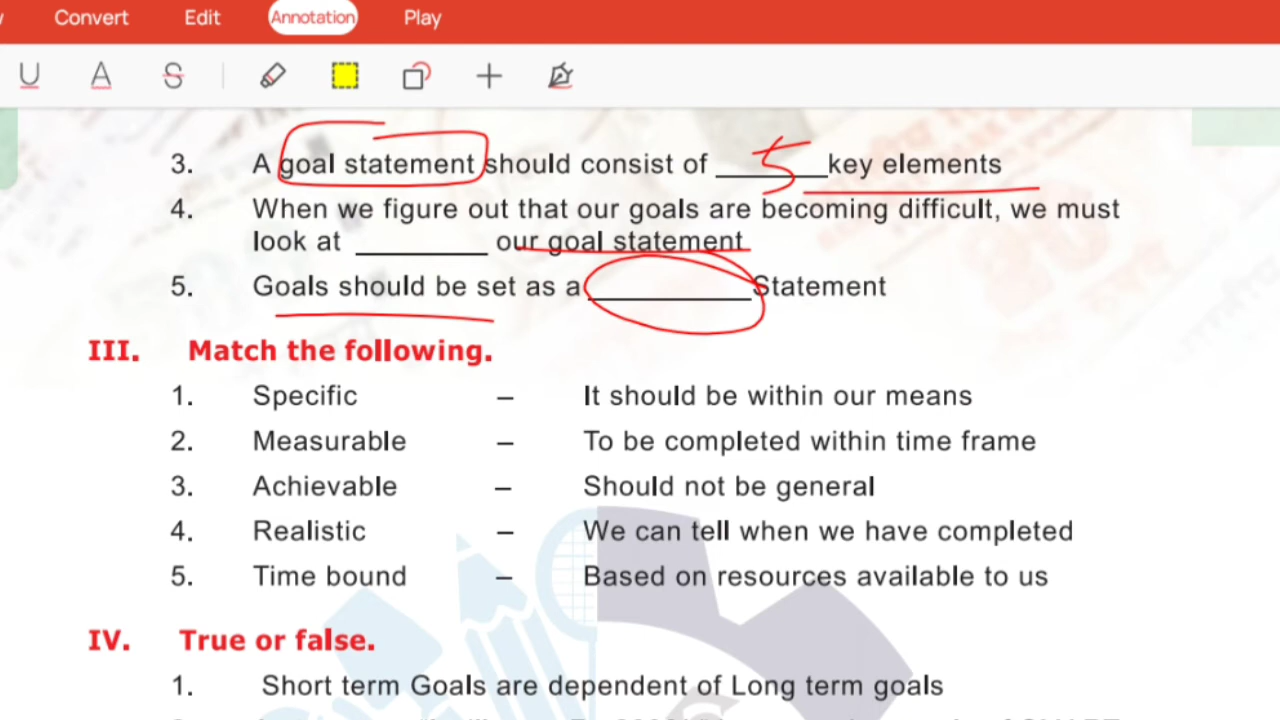 Convert Edit Annotation Play
U A S
3. A goal statement should consist of ___5___ key elements
4. When we figure out that our goals are becoming difficult, we must
look at ________ our goal statement
5. Goals should be set as a __________ Statement
III. Match the following.
1. Specific – It should be within our means
2. Measurable – To be completed within time frame
3. Achievable – Should not be general
4. Realistic – We can tell when we have completed
5. Time bound – Based on resources available to us
IV. True or false.
1. Short term Goals are dependent of Long term goals